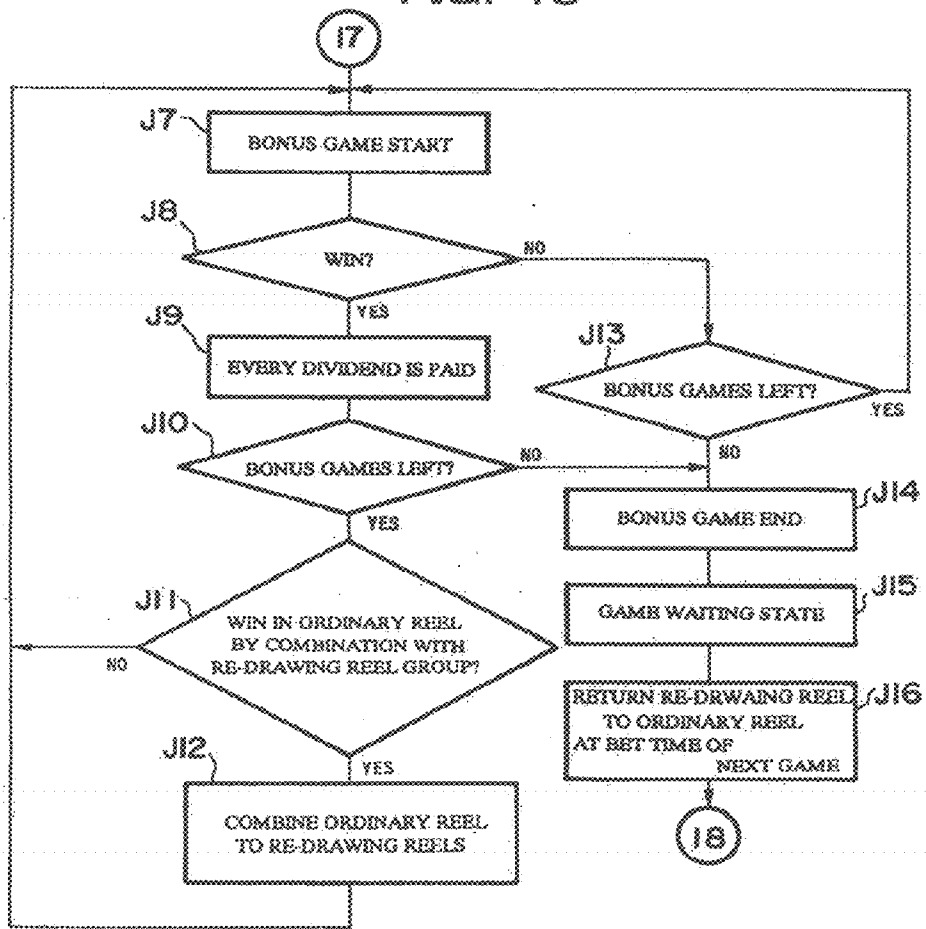 17
J7
BONUS GAME START
J8
WIN?
NO
YES
J9
EVERY DIVIDEND IS PAID
J13
BONUS GAMES LEFT?
YES
NO
J10
BONUS GAMES LEFT?
NO
YES
J14
BONUS GAME END
J11
WIN IN ORDINARY REEL
BY COMBINATION WITH
RE-DRAWING REEL GROUP?
NO
YES
J15
GAME WAITING STATE
J16
RETURN RE-DRWAING REEL
TO ORDINARY REEL
AT BET TIME OF
NEXT GAME
J12
COMBINE ORDINARY REEL
TO RE-DRAWING REELS
18